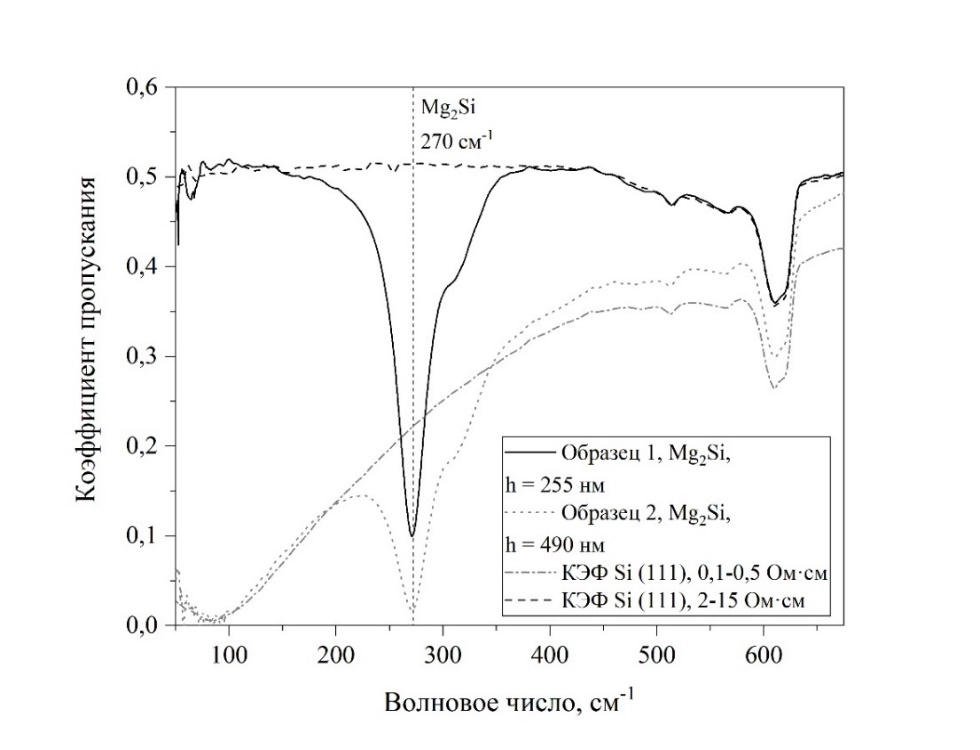 0,6
0,5
0,4
0,3
0,2
0,1
0,0
Коэффициент пропускания
Mg₂Si
270 см⁻¹
Образец 1, Mg₂Si,
h = 255 нм
Образец 2, Mg₂Si,
h = 490 нм
КЭФ Si (111), 0,1-0,5 Ом·см
КЭФ Si (111), 2-15 Ом·см
100 200 300 400 500 600
Волновое число, см⁻¹